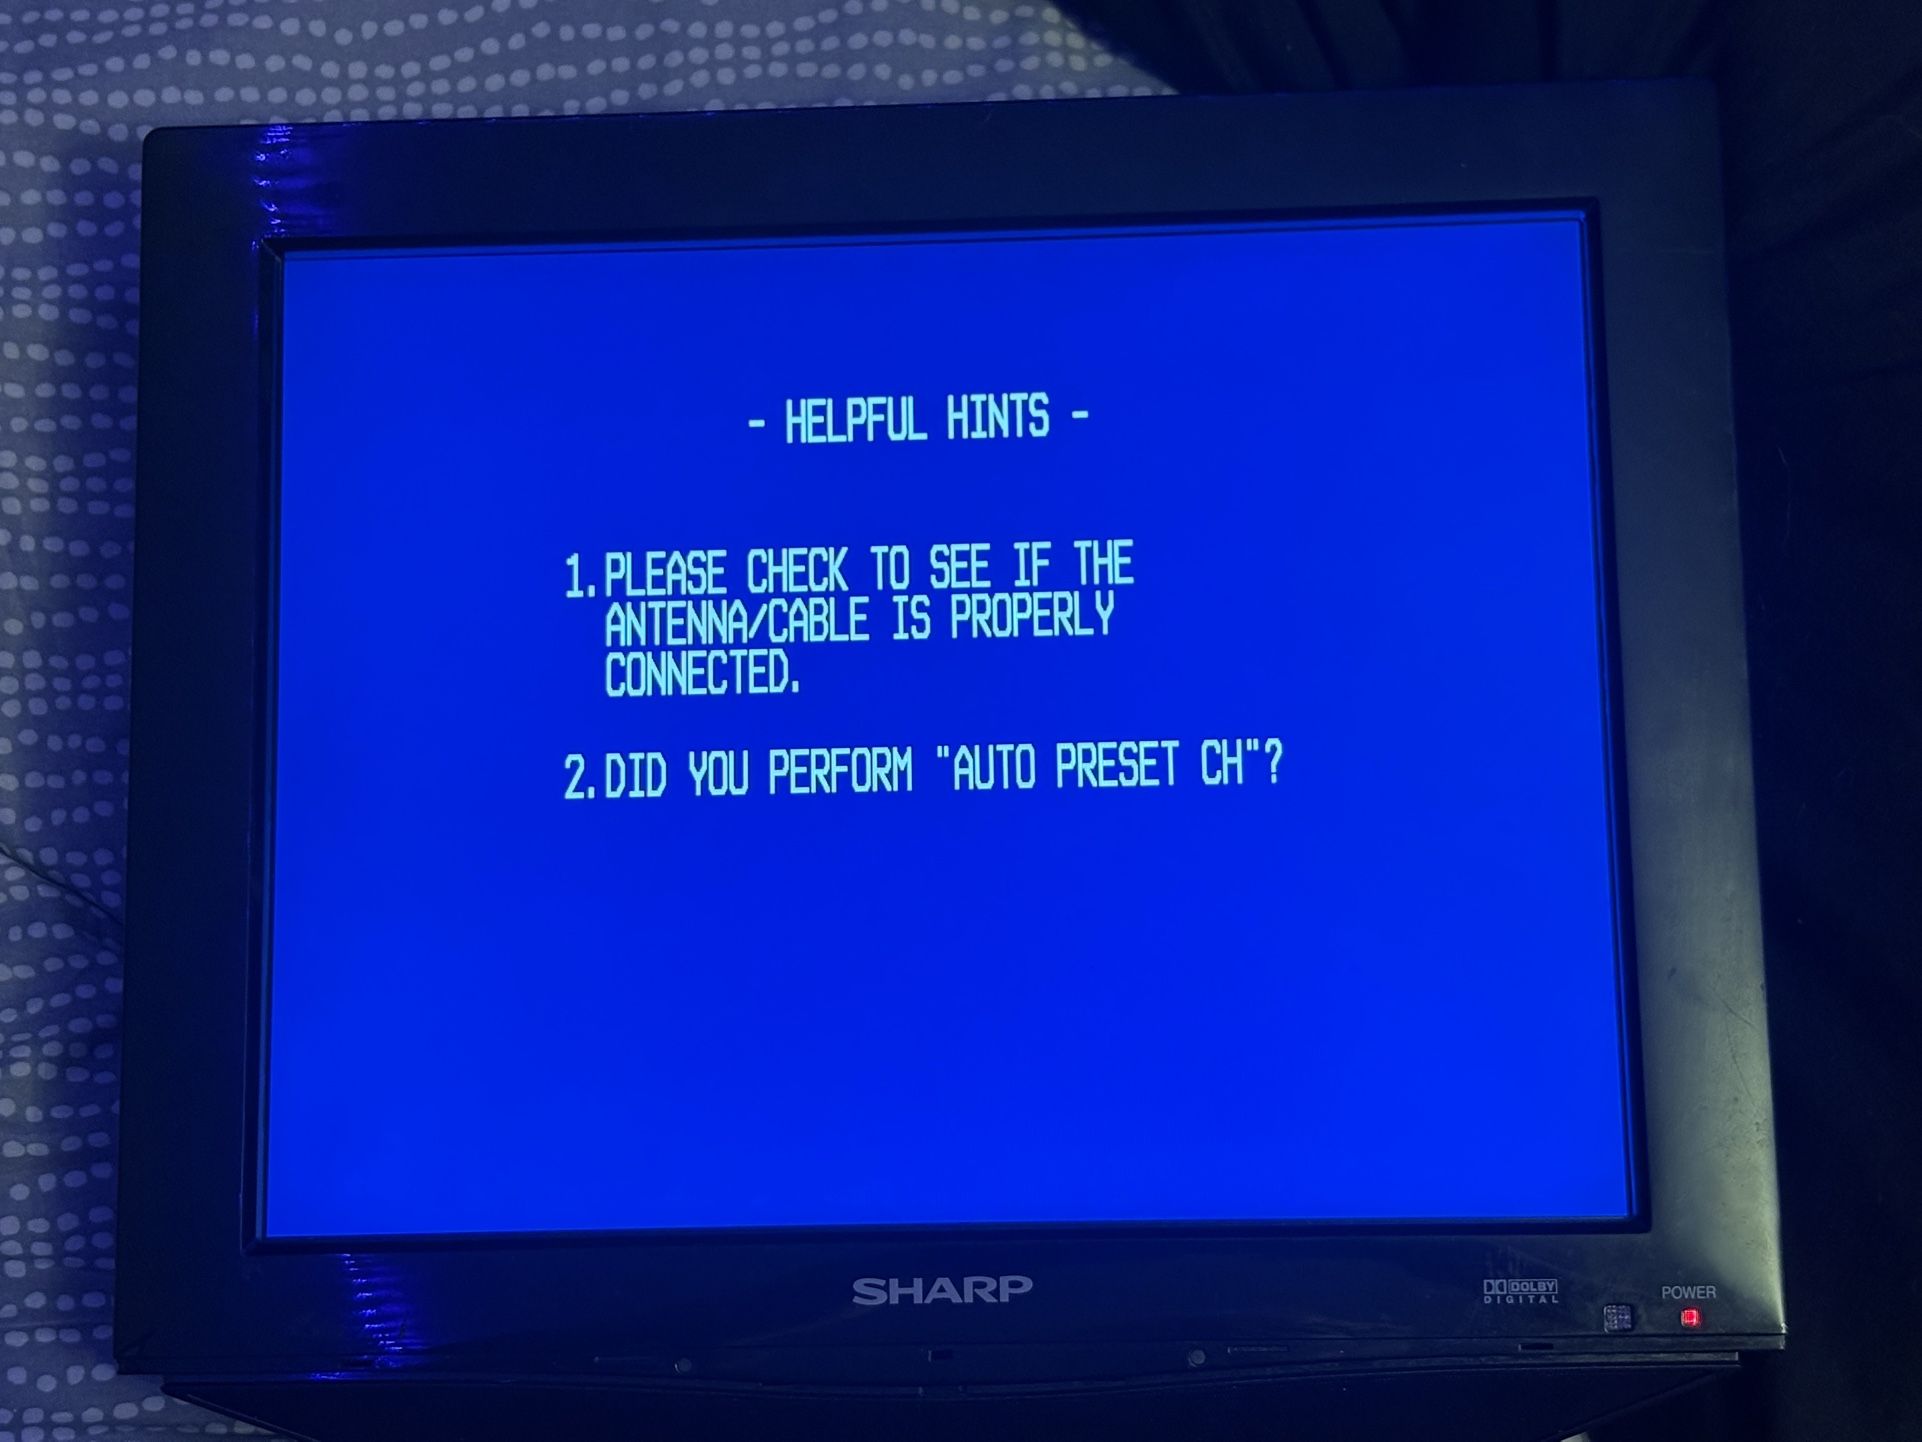 - HELPFUL HINTS -
1. PLEASE CHECK TO SEE IF THE
ANTENNA/CABLE IS PROPERLY
CONNECTED.
2. DID YOU PERFORM "AUTO PRESET CH"?
SHARP
DOLBY
DIGITAL
POWER